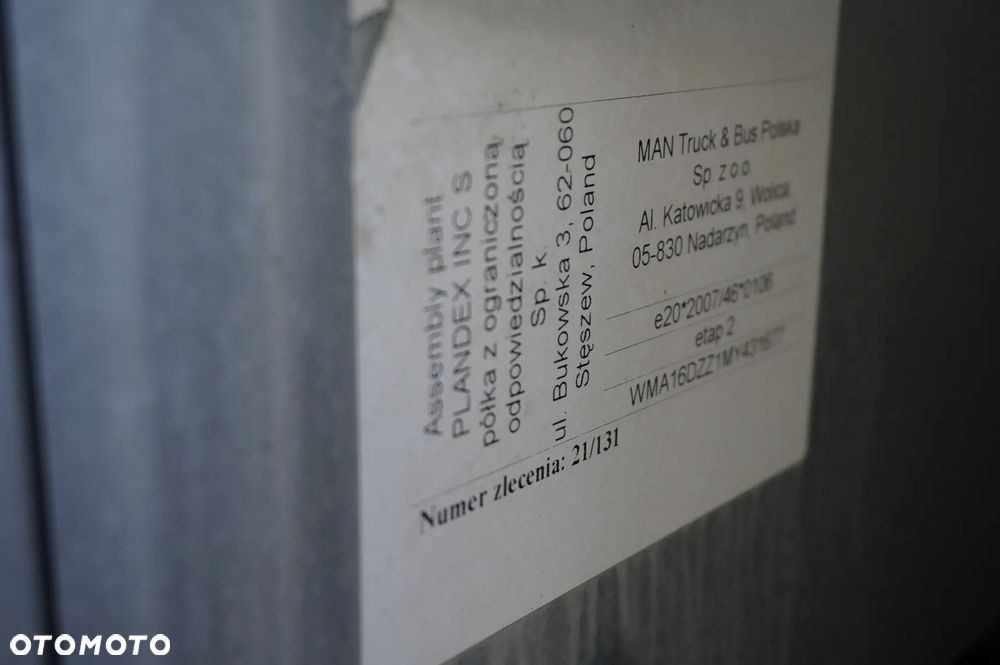 Assembly plant
PLANDEX INC S
półka z ograniczoną
odpowiedzialnością
Sp. k.
ul. Bukowska 3, 62-060
Stęszew, Poland
MAN Truck & Bus Polska
Sp. z o o
Al. Katowicka 9, Wolica,
05-830 Nadarzyn, Poland
e20*2007/46*0106
etap 2
WMA16DZZ1MY431677
Numer zlecenia: 21/131
OTOMOTO